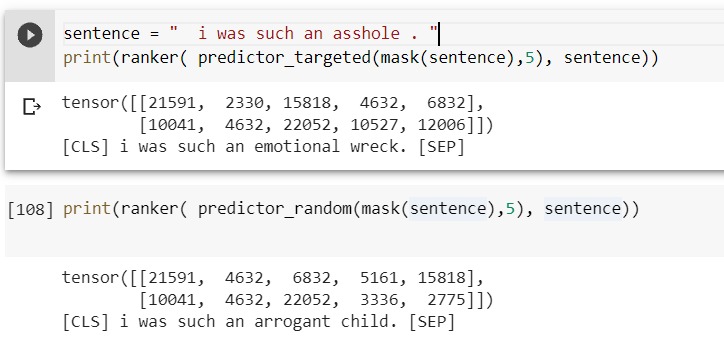 sentence = "  i was such an asshole . "
print(ranker( predictor_targeted(mask(sentence),5), sentence))
tensor([[21591,  2330, 15818,  4632,  6832],
        [10041,  4632, 22052, 10527, 12006]])
[CLS] i was such an emotional wreck. [SEP]
[108] print(ranker( predictor_random(mask(sentence),5), sentence))
tensor([[21591,  4632,  6832,  5161, 15818],
        [10041,  4632, 22052,  3336,  2775]])
[CLS] i was such an arrogant child. [SEP]